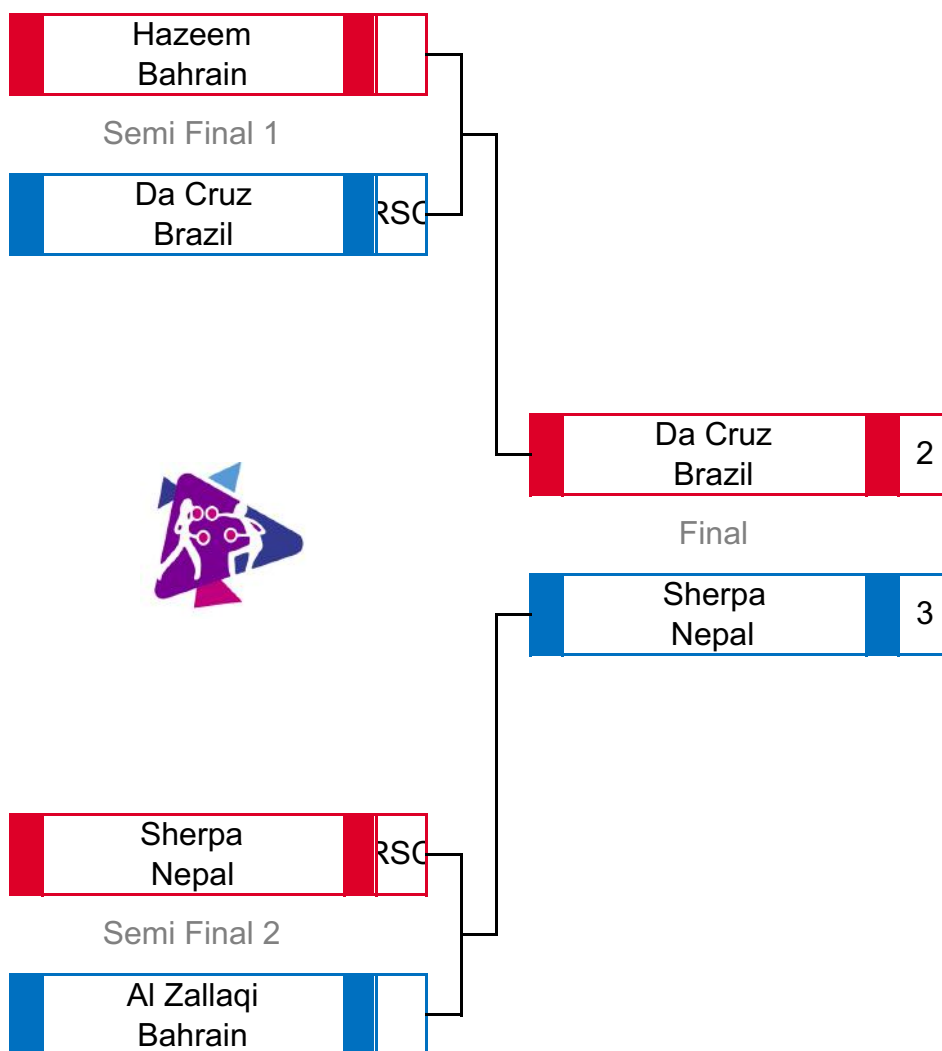 Hazeem
Bahrain
Semi Final 1
Da Cruz
Brazil
RSC
Da Cruz
Brazil
2
Final
Sherpa
Nepal
3
Sherpa
Nepal
RSC
Semi Final 2
Al Zallaqi
Bahrain